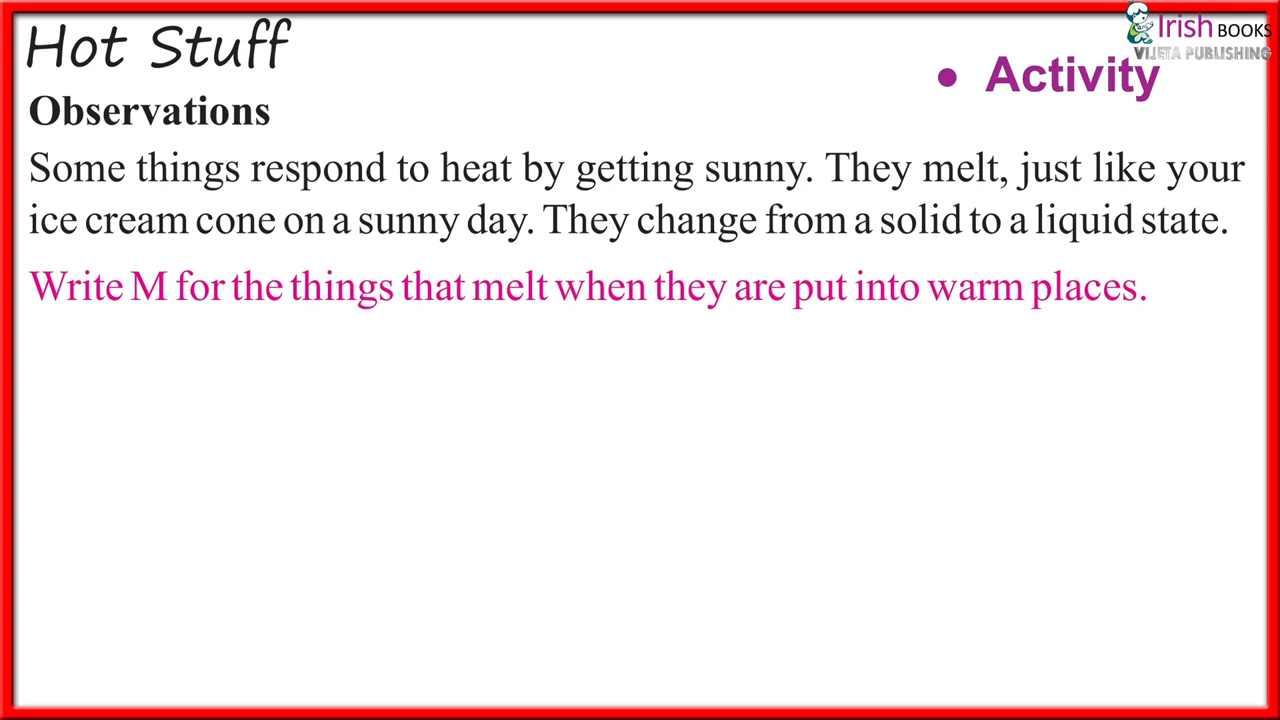 Hot Stuff
Irish BOOKS
VIJETA PUBLISHING
• Activity
Observations
Some things respond to heat by getting sunny. They melt, just like your
ice cream cone on a sunny day. They change from a solid to a liquid state.
Write M for the things that melt when they are put into warm places.